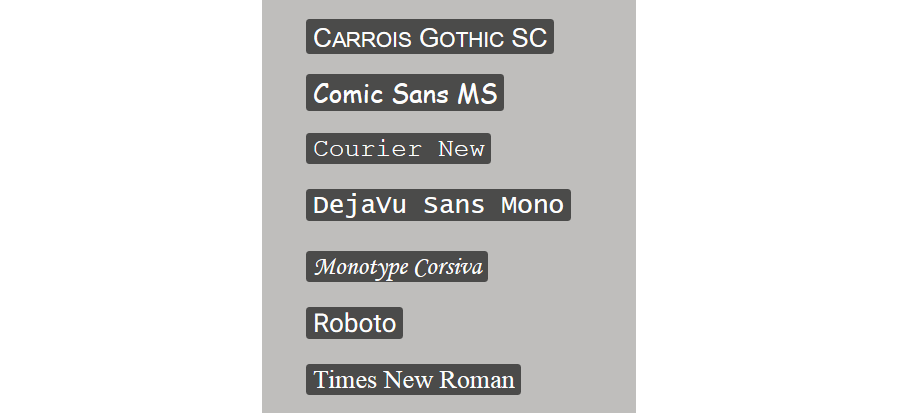 Carrois Gothic SC
Comic Sans MS
Courier New
DejaVu Sans Mono
Monotype Corsiva
Roboto
Times New Roman